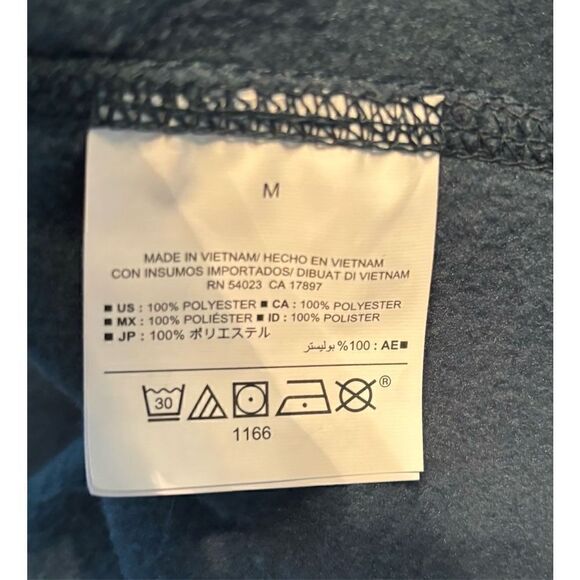 M
MADE IN VIETNAM/ HECHO EN VIETNAM
CON INSUMOS IMPORTADOS/ DIBUAT DI VIETNAM
RN 54023 CA 17897
■ US : 100% POLYESTER ■ CA : 100% POLYESTER
■ MX : 100% POLIÉSTER ■ ID : 100% POLISTER
■ JP : 100% ポリエステル
■ AE : 100% بوليستر
30 ®
1166